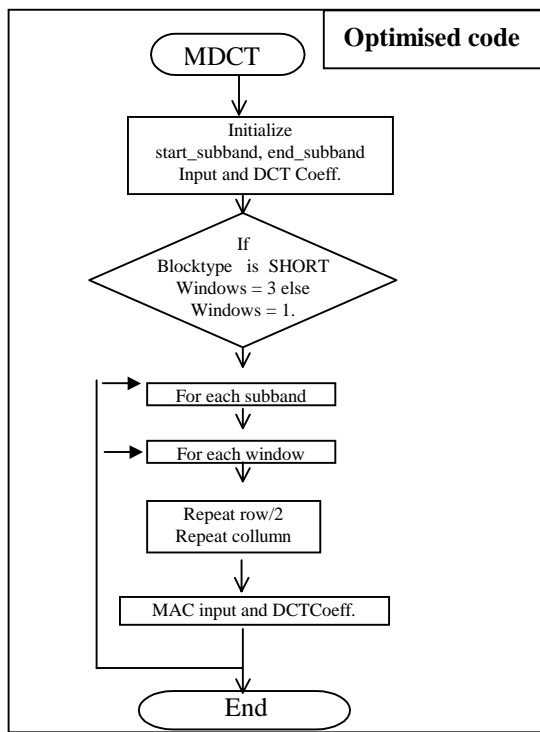 Optimised code
MDCT
Initialize
start_subband, end_subband
Input and DCT Coeff.
If
Blocktype is SHORT
Windows = 3 else
Windows = 1.
For each subband
For each window
Repeat row/2
Repeat collumn
MAC input and DCTCoeff.
End